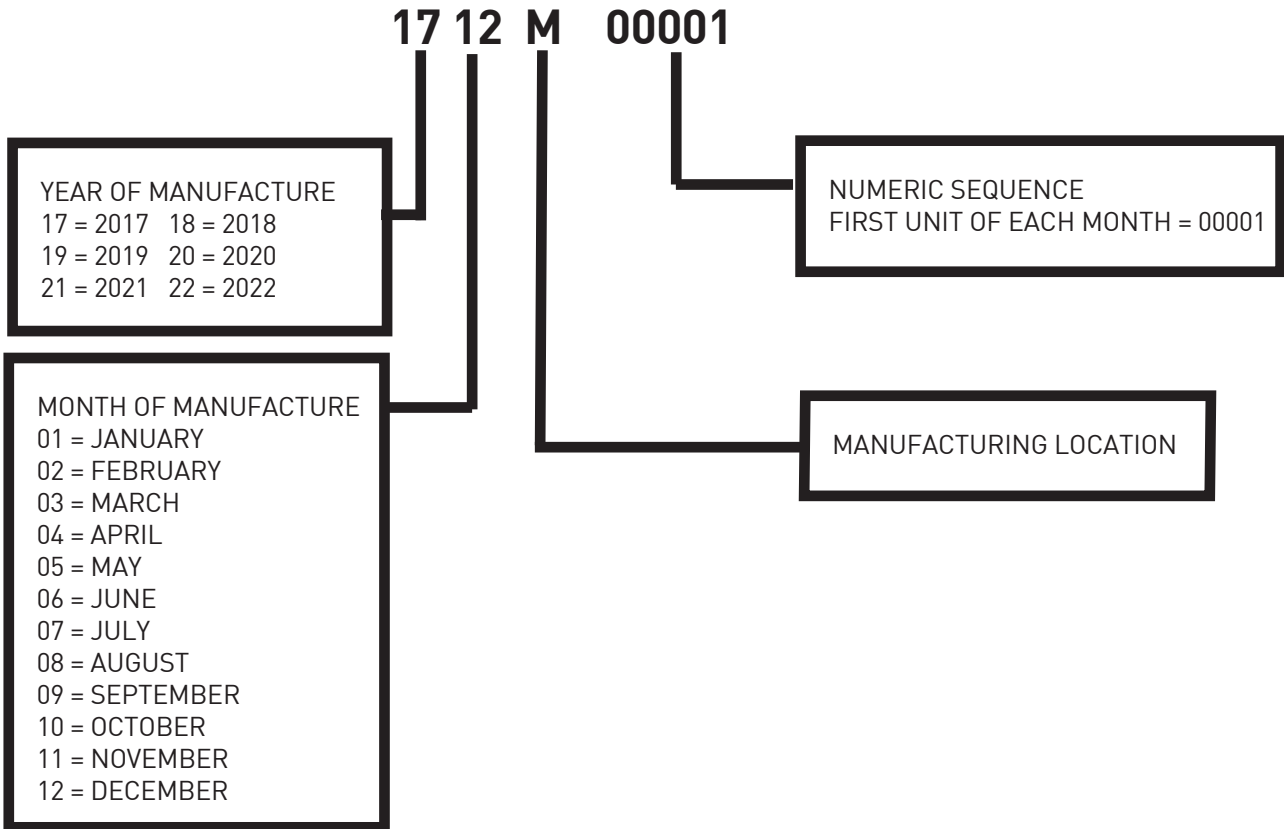 17 12 M 00001
YEAR OF MANUFACTURE
17 = 2017 18 = 2018
19 = 2019 20 = 2020
21 = 2021 22 = 2022
NUMERIC SEQUENCE
FIRST UNIT OF EACH MONTH = 00001
MONTH OF MANUFACTURE
01 = JANUARY
02 = FEBRUARY
03 = MARCH
04 = APRIL
05 = MAY
06 = JUNE
07 = JULY
08 = AUGUST
09 = SEPTEMBER
10 = OCTOBER
11 = NOVEMBER
12 = DECEMBER
MANUFACTURING LOCATION